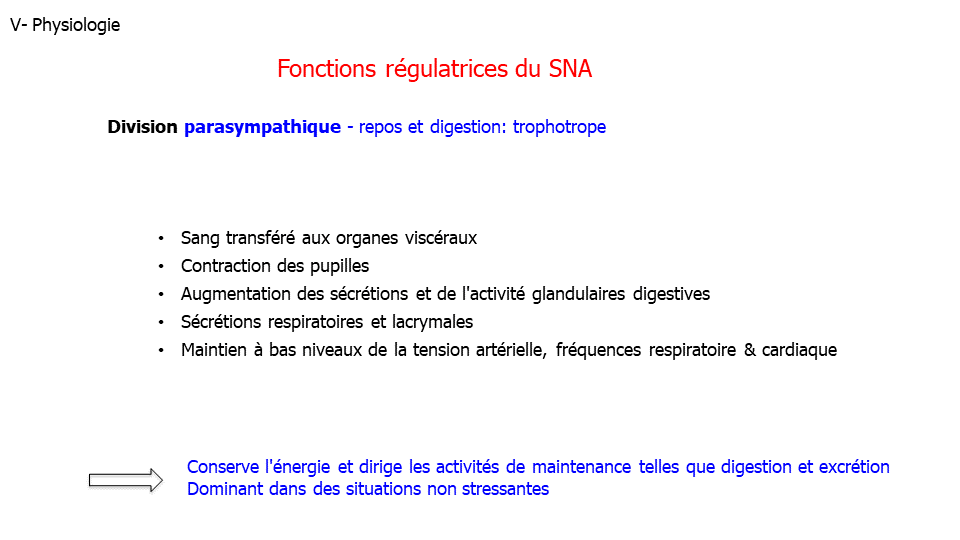 V- Physiologie
Fonctions régulatrices du SNA
Division parasympathique - repos et digestion: trophotrope
• Sang transféré aux organes viscéraux
• Contraction des pupilles
• Augmentation des sécrétions et de l'activité glandulaires digestives
• Sécrétions respiratoires et lacrymales
• Maintien à bas niveaux de la tension artérielle, fréquences respiratoire & cardiaque
Conserve l'énergie et dirige les activités de maintenance telles que digestion et excrétion
Dominant dans des situations non stressantes